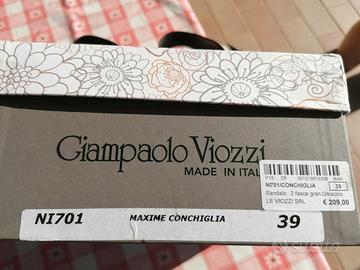 Giampaolo Viozzi
MADE IN ITAL
NI701/CONCHIGLIA
39
Sandalo 2 fasce gran Ghiaccio
LE VIOZZI SRL
€ 209,00
NI701
MAXIME CONCHIGLIA
39